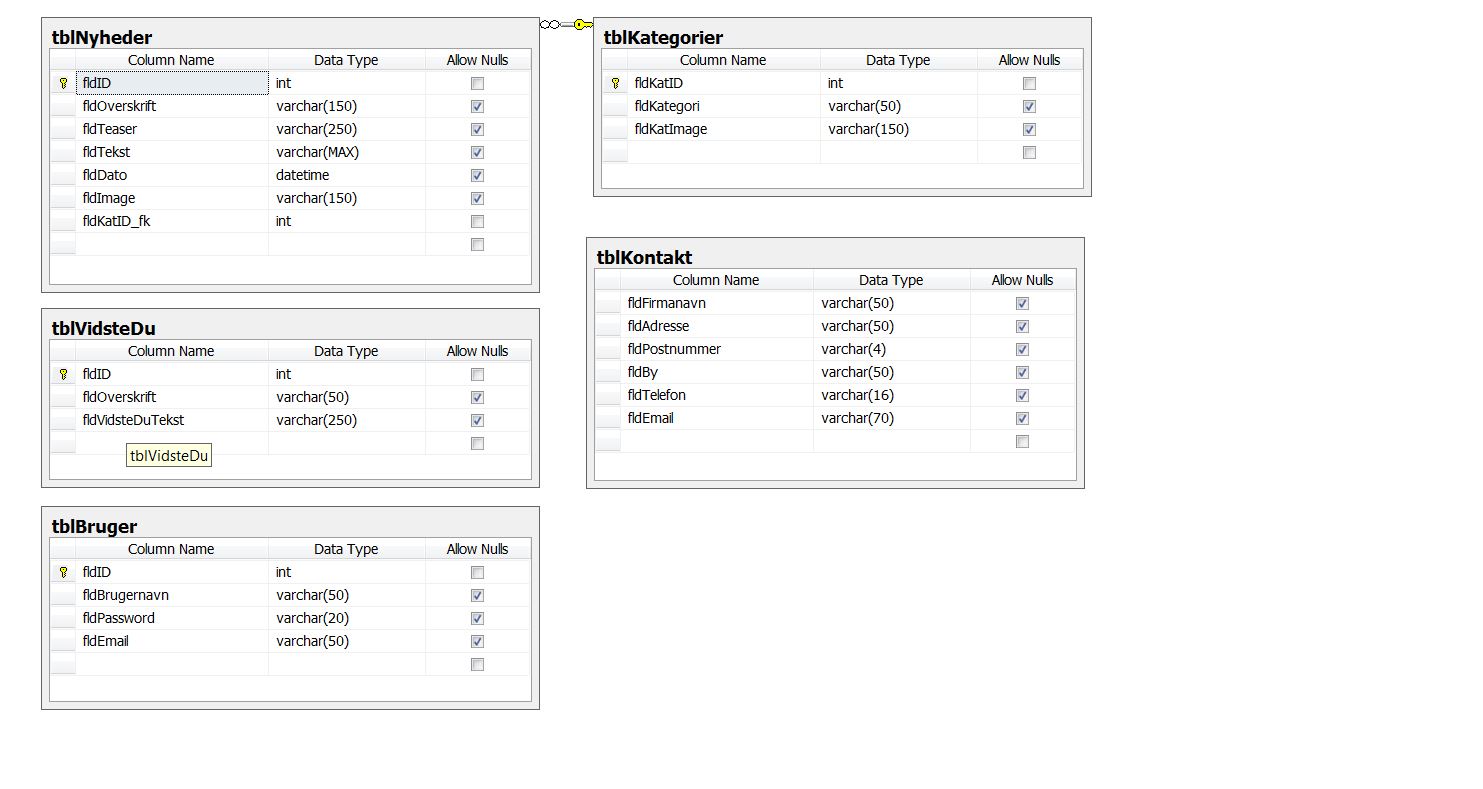 tblNyheder
Column Name Data Type Allow Nulls
fldID int
fldOverskrift varchar(150)
fldTeaser varchar(250)
fldTekst varchar(MAX)
fldDato datetime
fldImage varchar(150)
fldKatID_fk int
tblKategorier
Column Name Data Type Allow Nulls
fldKatID int
fldKategori varchar(50)
fldKatImage varchar(150)
tblKontakt
Column Name Data Type Allow Nulls
fldFirmanavn varchar(50)
fldAdresse varchar(50)
fldPostnummer varchar(4)
fldBy varchar(50)
fldTelefon varchar(16)
fldEmail varchar(70)
tblVidsteDu
Column Name Data Type Allow Nulls
fldID int
fldOverskrift varchar(50)
fldVidsteDuTekst varchar(250)
tblVidsteDu
tblBruger
Column Name Data Type Allow Nulls
fldID int
fldBrugernavn varchar(50)
fldPassword varchar(20)
fldEmail varchar(50)